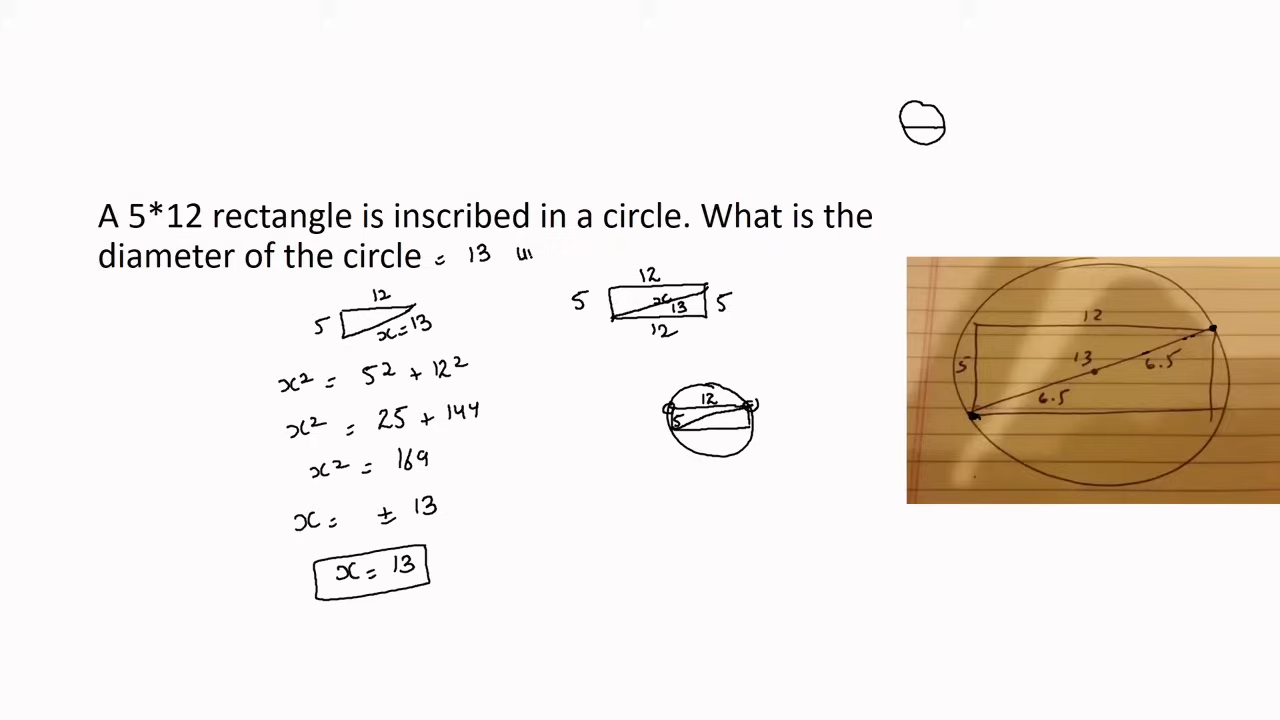 A 5*12 rectangle is inscribed in a circle. What is the
diameter of the circle = 13
12
5
x=13
x² = 5² + 12²
x² = 25 + 144
x² = 169
x = ± 13
x = 13
12
5
x
13
5
12
12
5
12
5
13
6.5
6.5